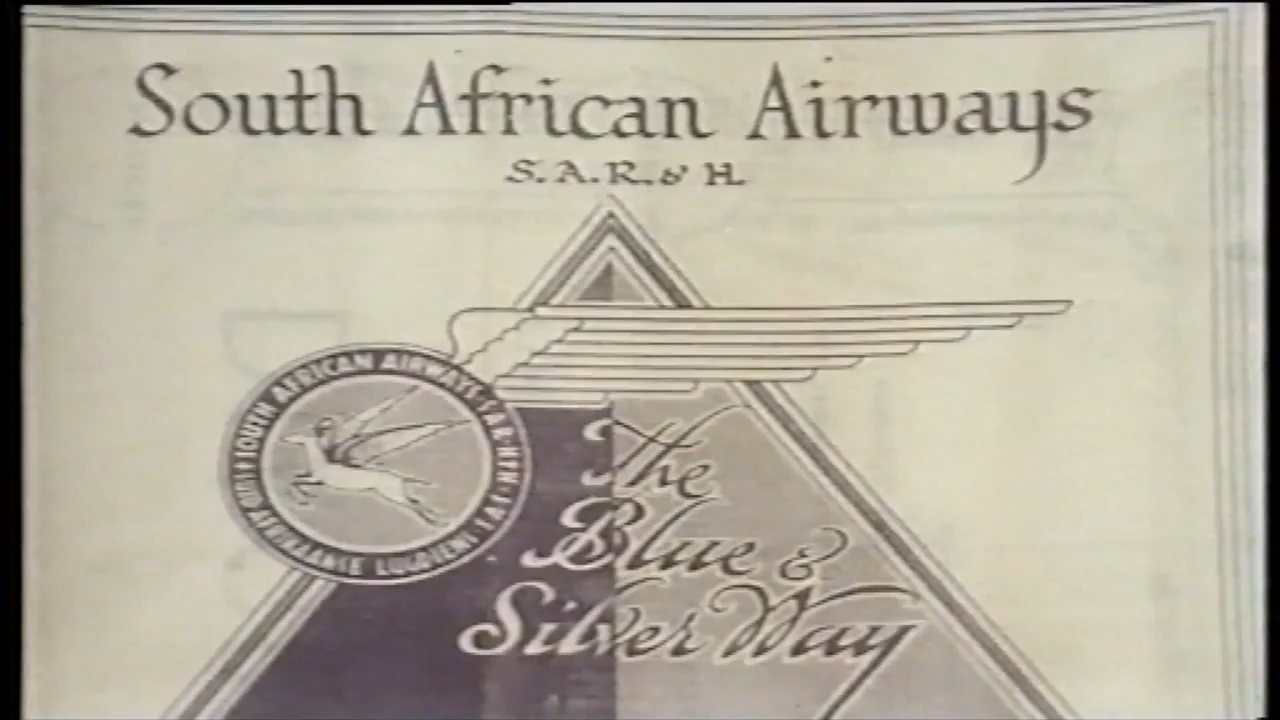 South African Airways
S.A.R. & H.
SOUTH AFRICAN AIRWAYS·S.A.R.
The
Blue &
Silver Way